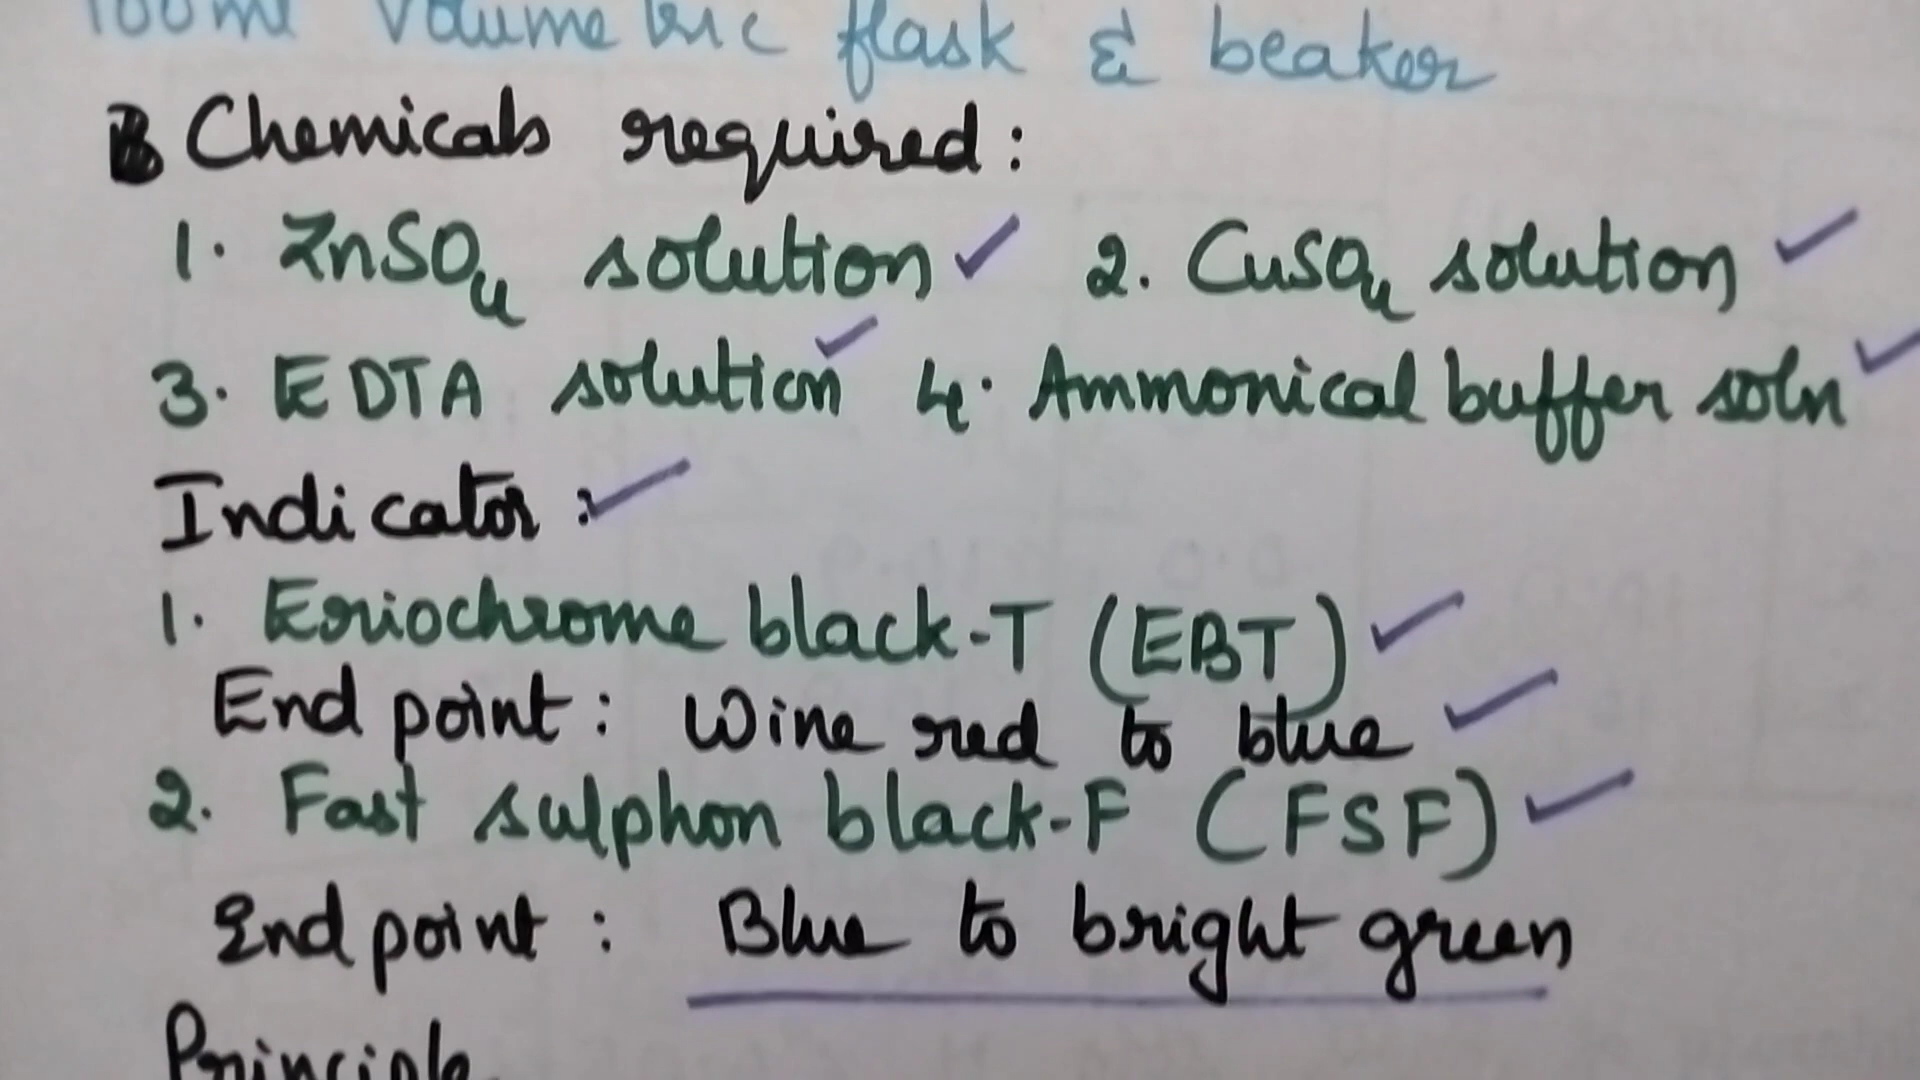 100ml Volumetric flask & beaker
Chemicals required:
1. ZnSO4 solution ✓ 2. CuSO4 solution ✓
3. EDTA solution ✓ 4. Ammonical buffer soln ✓
Indicator: ✓
1. Eriochrome black-T (EBT) ✓
End point: Wine red to blue ✓
2. Fast sulphon black-F (FSF) ✓
End point: Blue to bright green
Principle